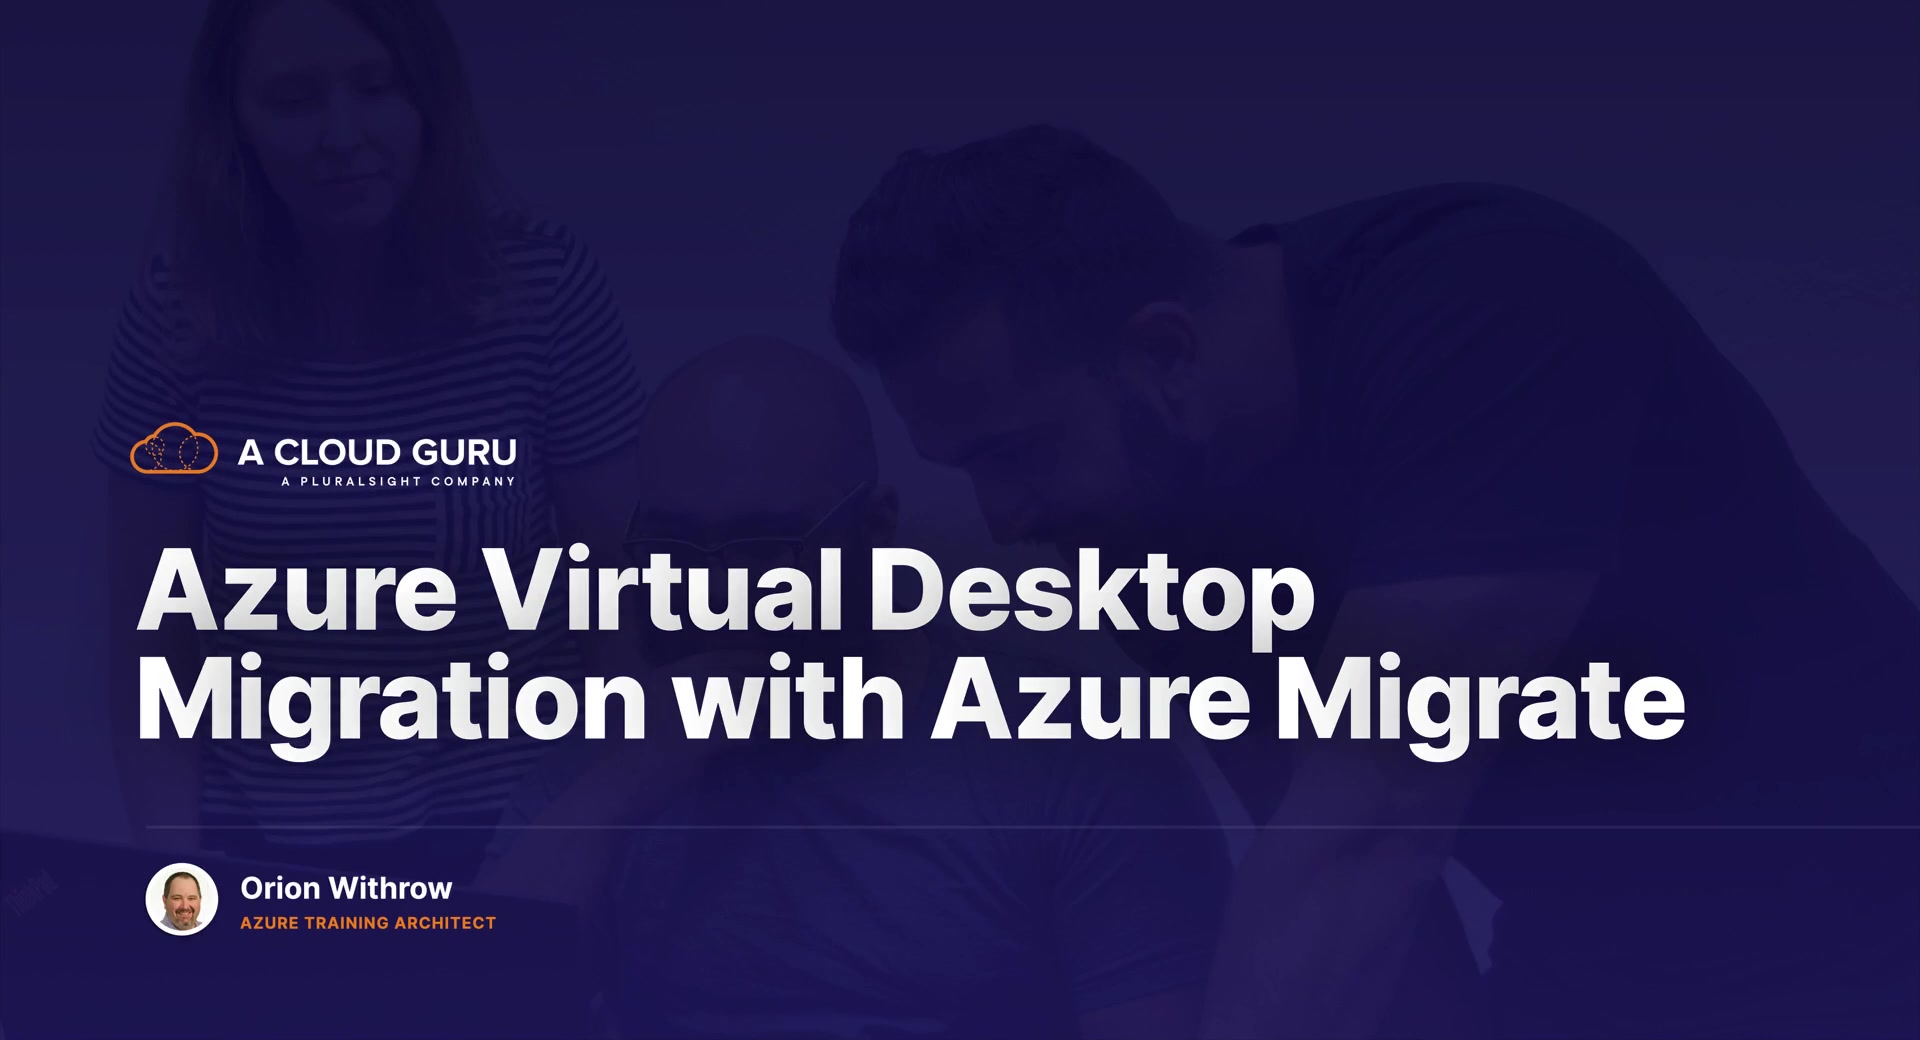 A CLOUD GURU
A PLURALSIGHT COMPANY
Azure Virtual Desktop
Migration with Azure Migrate
Orion Withrow
AZURE TRAINING ARCHITECT